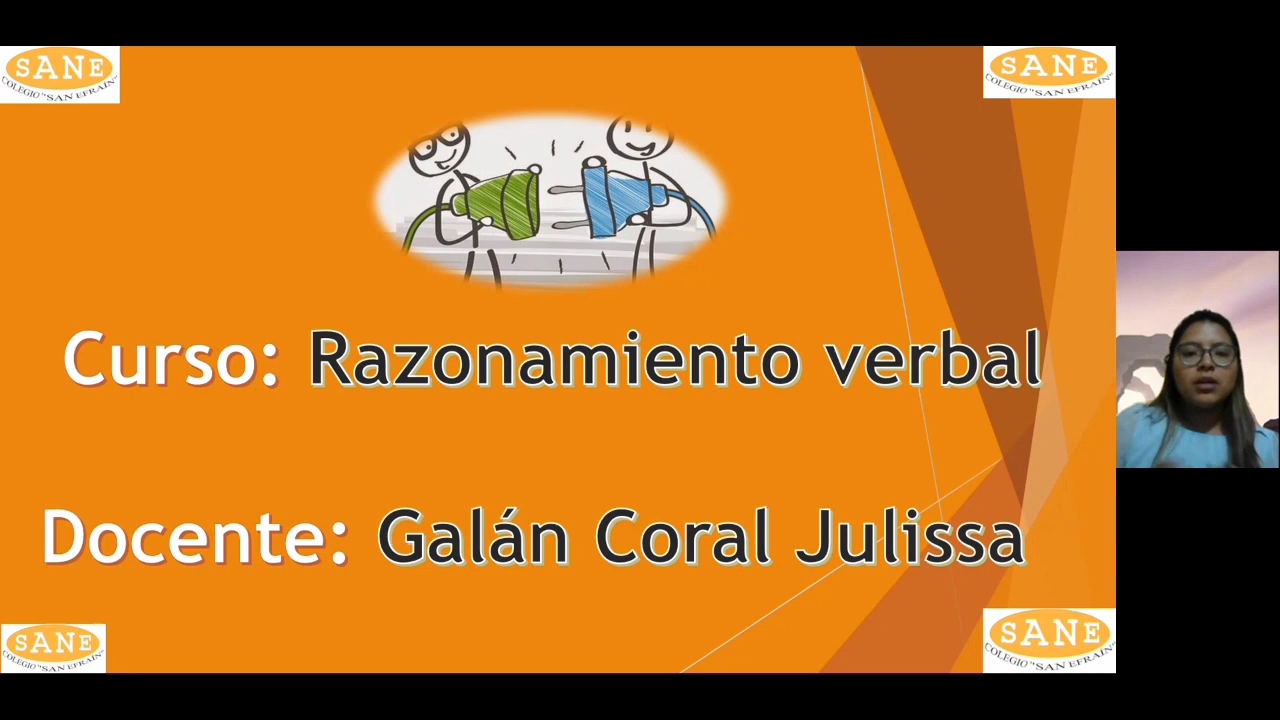 SANE
COLEGIO "SAN EFRAIN"
SANE
COLEGIO "SAN EFRAIN"
Curso: Razonamiento verbal
Docente: Galán Coral Julissa
SANE
COLEGIO "SAN EFRAIN"
SANE
COLEGIO "SAN EFRAIN"